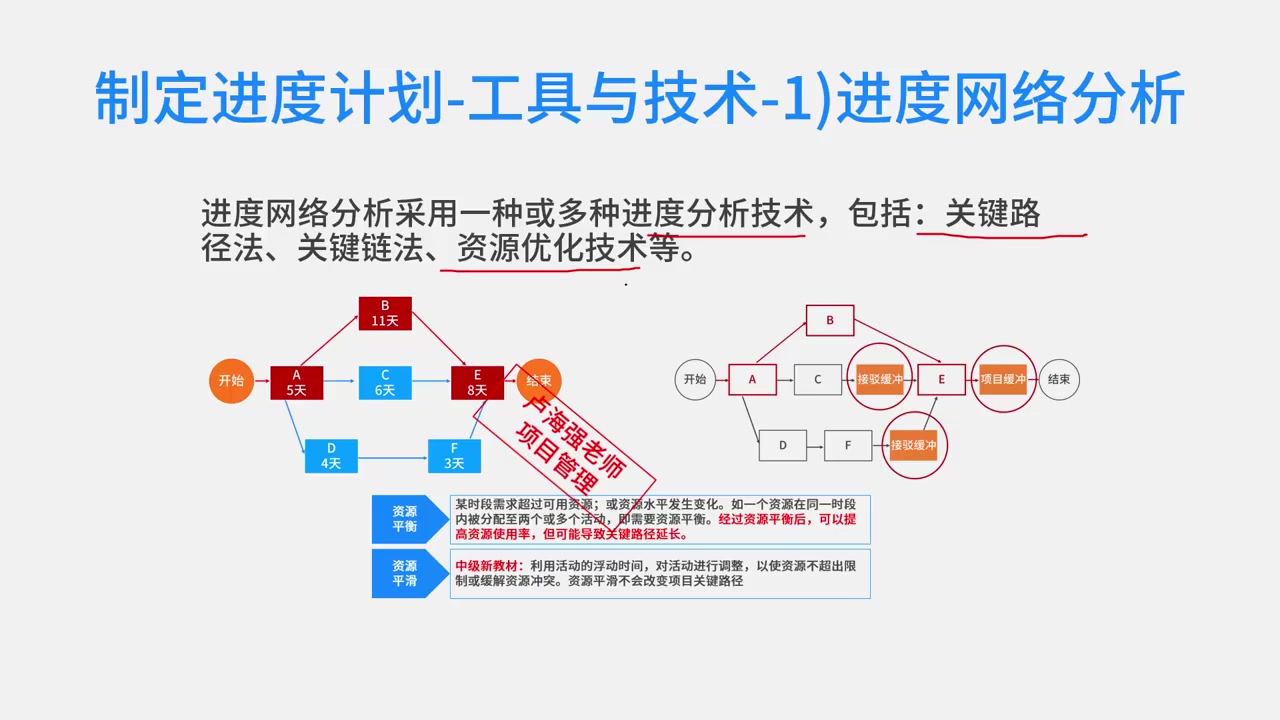 制定进度计划-工具与技术-1)进度网络分析
进度网络分析采用一种或多种进度分析技术，包括：关键路
径法、关键链法、资源优化技术等。
B
11天
开始
A
5天
C
6天
E
8天
结束
D
4天
F
3天
B
开始
A
C
接驳缓冲
E
项目缓冲
结束
D
F
接驳缓冲
卢海强老师
项目管理
资源
平衡
某时段需求超过可用资源；或资源水平发生变化。如一个资源在同一时段
内被分配至两个或多个活动，即需要资源平衡。经过资源平衡后，可以提
高资源使用率，但可能导致关键路径延长。
资源
平滑
中级新教材：利用活动的浮动时间，对活动进行调整，以使资源不超出限
制或缓解资源冲突。资源平滑不会改变项目关键路径